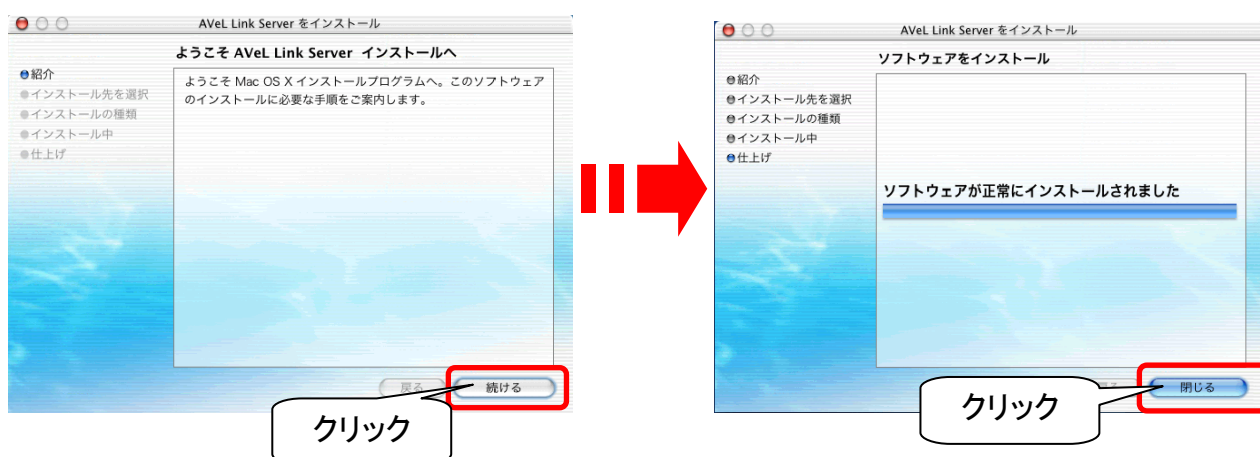 AVeL Link Server をインストール
ようこそ AVeL Link Server インストールへ
紹介
インストール先を選択
インストールの種類
インストール中
仕上げ
ようこそ Mac OS X インストールプログラムへ。このソフトウェア
のインストールに必要な手順をご案内します。
戻る
続ける
クリック
AVeL Link Server をインストール
ソフトウェアをインストール
紹介
インストール先を選択
インストールの種類
インストール中
仕上げ
ソフトウェアが正常にインストールされました
閉じる
クリック